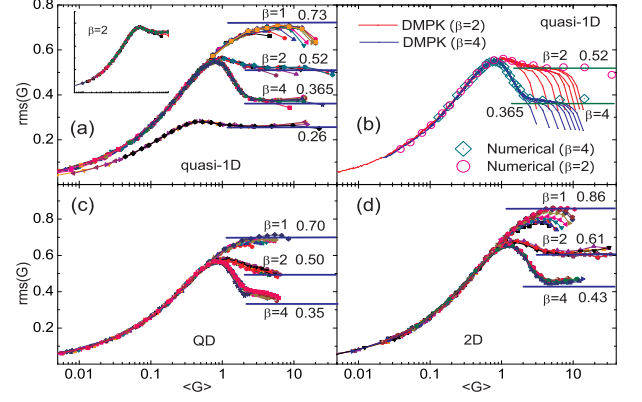 0.8
0.6
0.4
0.2
rms(G)
β=2
β=1 0.73
β=2
0.52
β=4
0.365
0.26
(a)
quasi-1D
DMPK (β=2)
DMPK (β=4)
quasi-1D
β=2 0.52
0.365
β=4
(b)
Numerical (β=4)
Numerical (β=2)
0.8
0.6
0.4
0.2
rms(G)
(c)
β=1 0.70
β=2 0.50
β=4 0.35
QD
0.01 0.1 1 10
<G>
(d)
β=1 0.86
β=2 0.61
β=4 0.43
2D
0.01 0.1 1 10
<G>